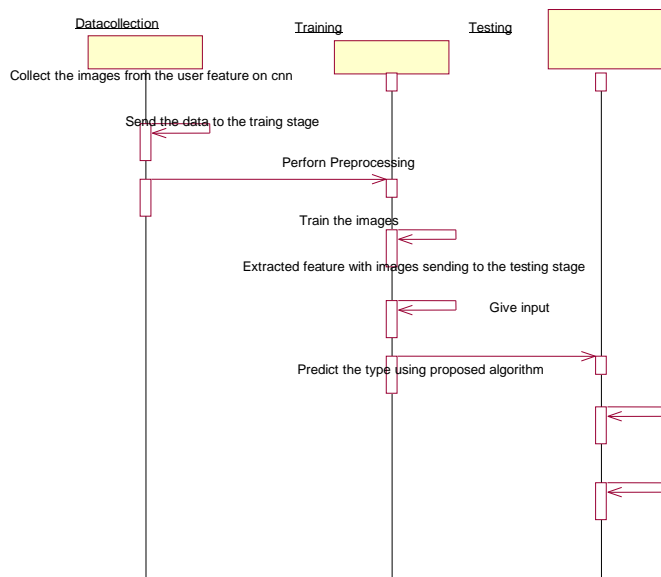 Datacollection
Training
Testing
Collect the images from the user feature on cnn
Send the data to the traing stage
Perforn Preprocessing
Train the images
Extracted feature with images sending to the testing stage
Give input
Predict the type using proposed algorithm